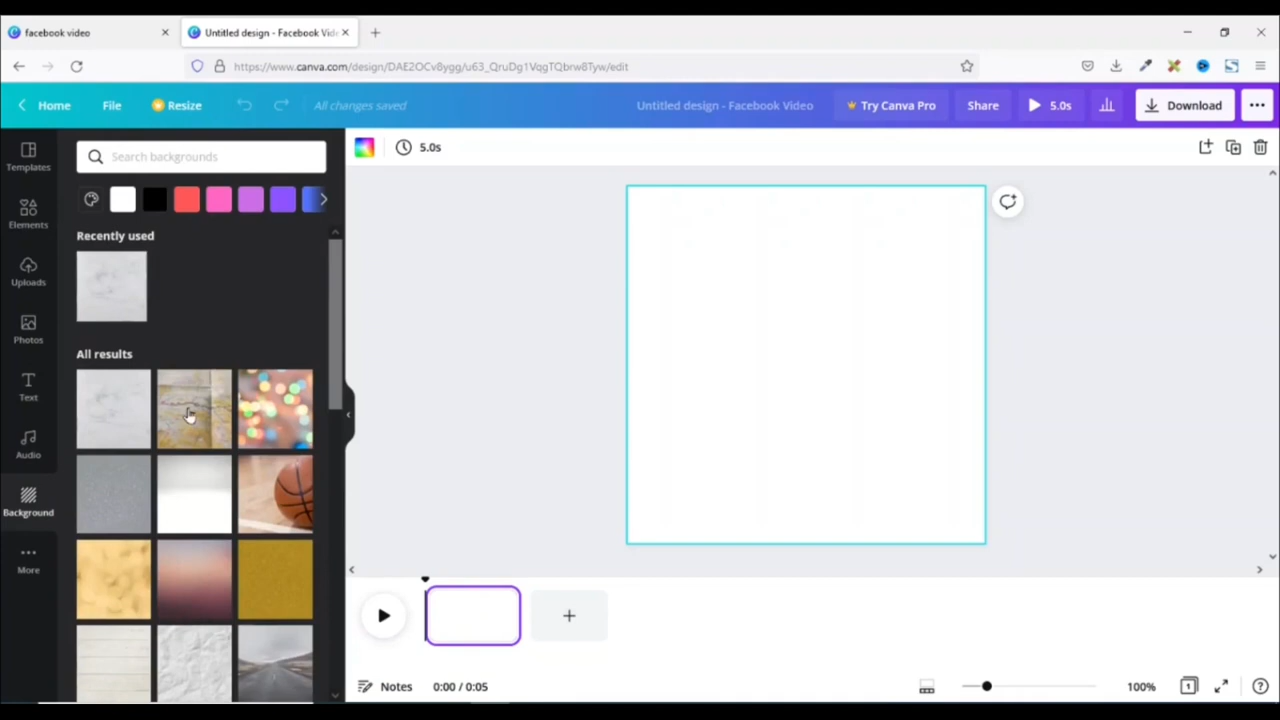 facebook video
Untitled design - Facebook Vid
https://www.canva.com/design/DAE2OCv8ygg/u63_QruDg1VqgTQbrw8Tyw/edit
Home
File
Resize
All changes saved
Untitled design - Facebook Video
Try Canva Pro
Share
5.0s
Download
Templates
Elements
Uploads
Photos
Text
Audio
Background
More
Search backgrounds
Recently used
All results
5.0s
Notes
0:00 / 0:05
100%
1